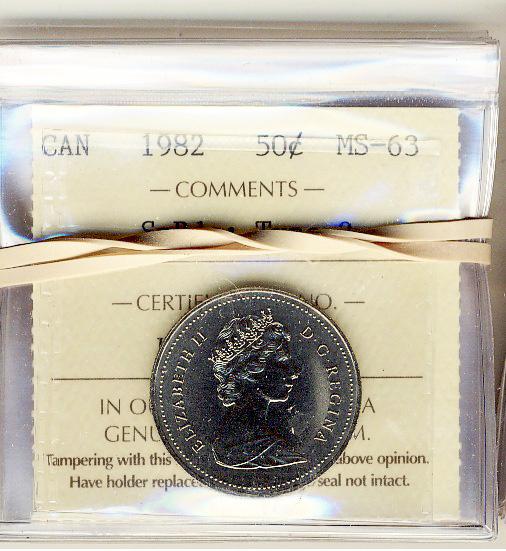 CAN 1982 50¢ MS-63
— COMMENTS —
— CERTIFI NO. —
IN O A
GENU M.
Tampering with this above opinion.
Have holder replace seal not intact.
ELIZABETH II D·G·REGINA